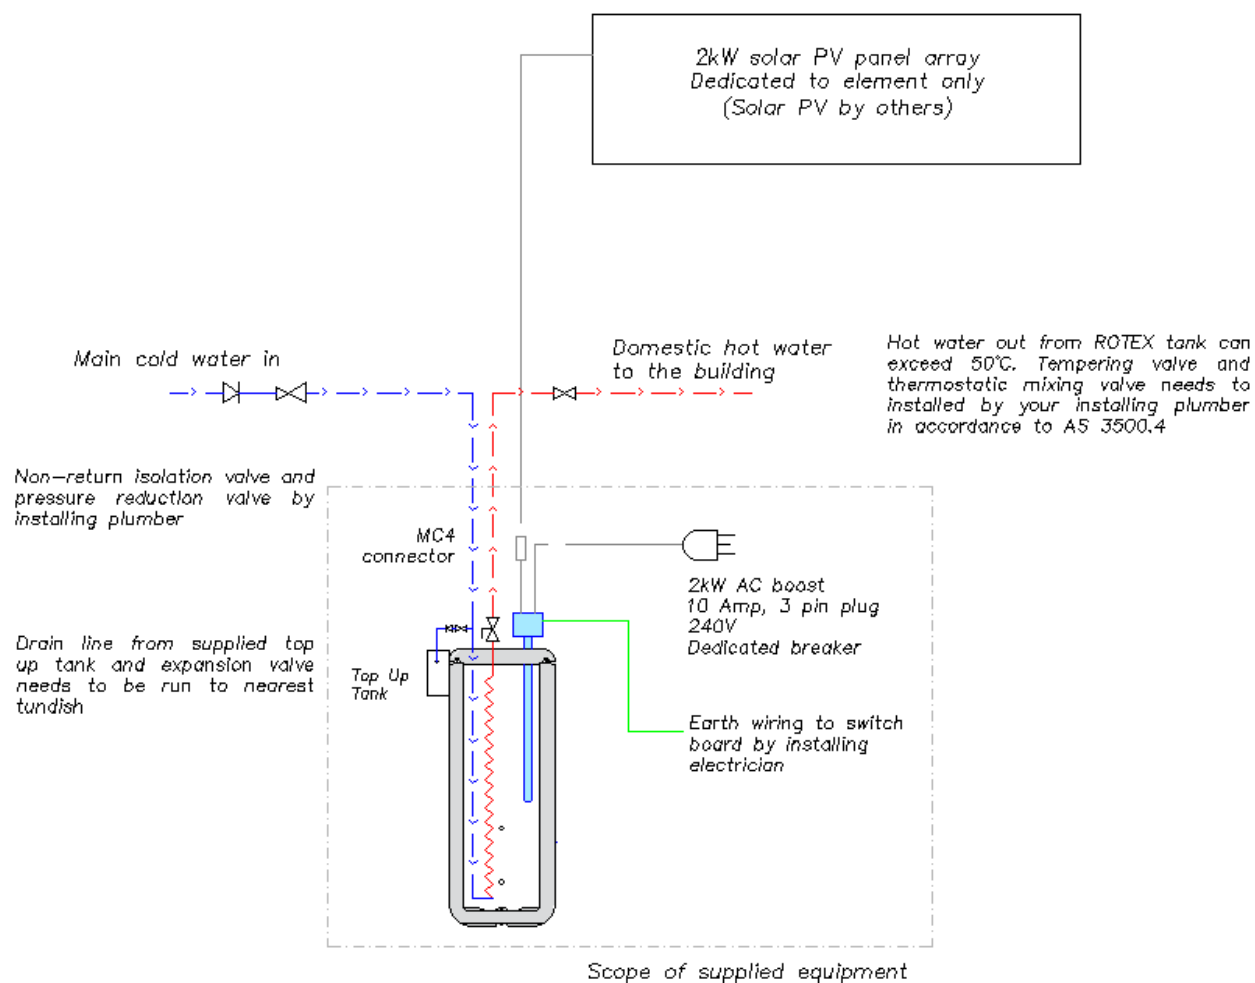 2kW solar PV panel array
Dedicated to element only
(Solar PV by others)
Main cold water in
Domestic hot water
to the building
Hot water out from ROTEX tank can
exceed 50°C. Tempering valve and
thermostatic mixing valve needs to
installed by your installing plumber
in accordance to AS 3500.4
Non-return isolation valve and
pressure reduction valve by
installing plumber
MC4
connector
2kW AC boost
10 Amp, 3 pin plug
240V
Dedicated breaker
Drain line from supplied top
up tank and expansion valve
needs to be run to nearest
tundish
Top Up
Tank
Earth wiring to switch
board by installing
electrician
Scope of supplied equipment